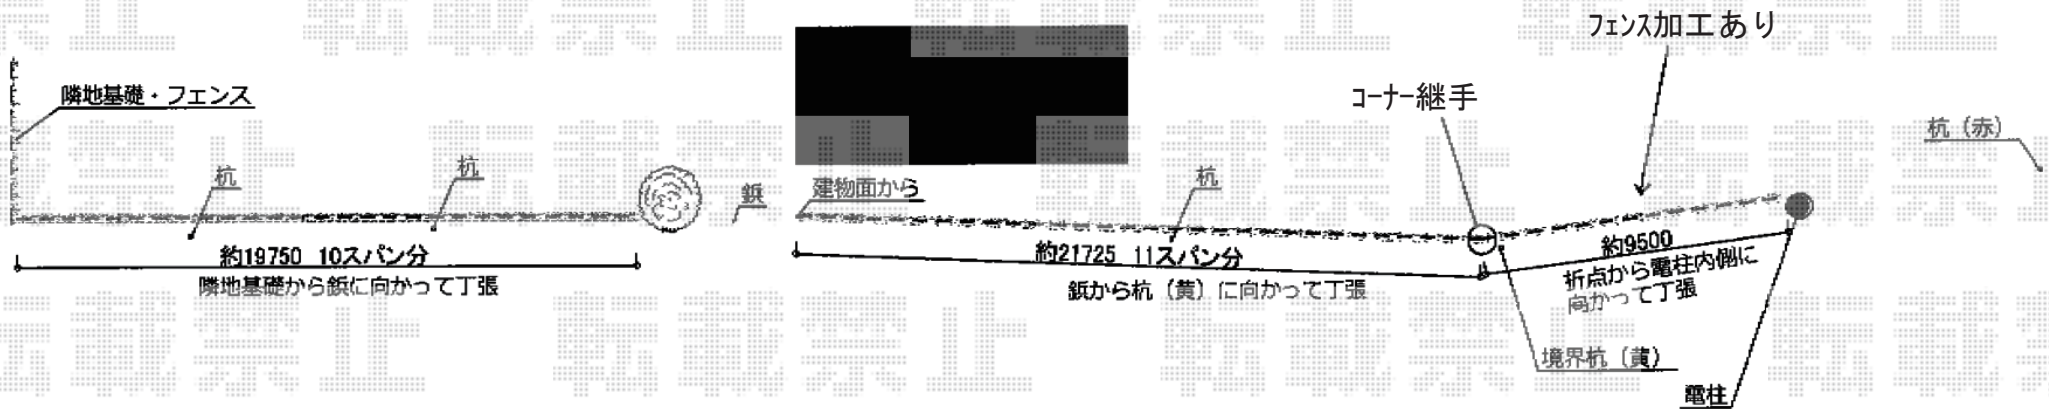 フェンス加工あり
隣地基礎・フェンス
コーナー継手
杭（赤）
杭
杭
鋲
建物面から
杭
約19750 10スパン分
隣地基礎から鋲に向かって丁張
約21725 11スパン分
鋲から杭（黄）に向かって丁張
約9500
折点から電柱内側に
向かって丁張
境界杭（黄）
電柱
転載禁止